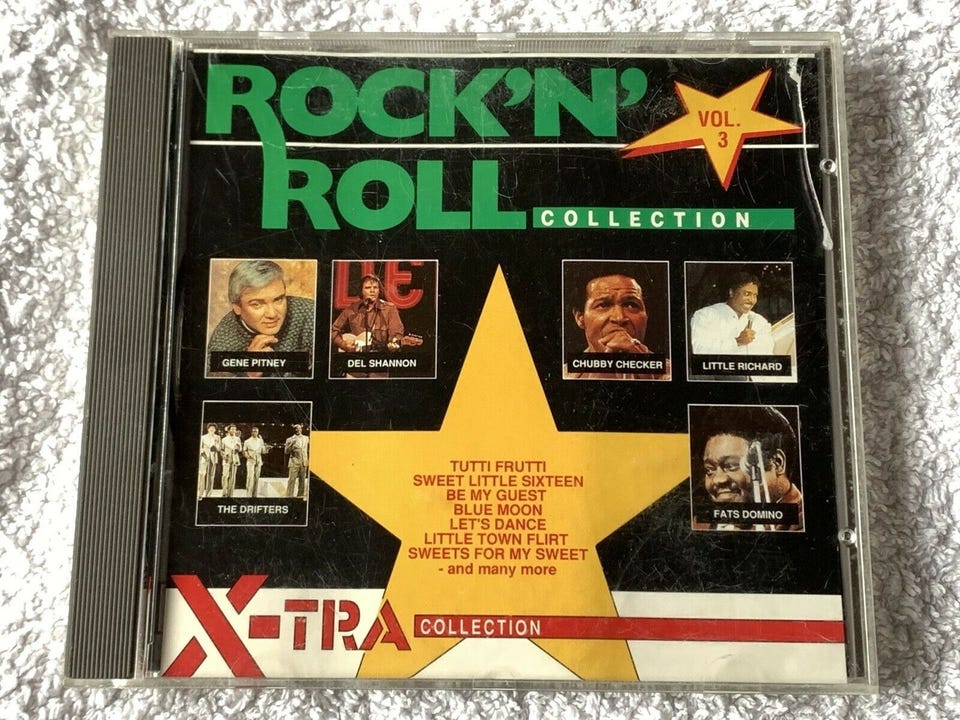 ROCK'N'
ROLL
COLLECTION
VOL.
3
GENE PITNEY
DEL SHANNON
CHUBBY CHECKER
LITTLE RICHARD
THE DRIFTERS
FATS DOMINO
TUTTI FRUTTI
SWEET LITTLE SIXTEEN
BE MY GUEST
BLUE MOON
LET'S DANCE
LITTLE TOWN FLIRT
SWEETS FOR MY SWEET
- and many more
X-TRA
COLLECTION